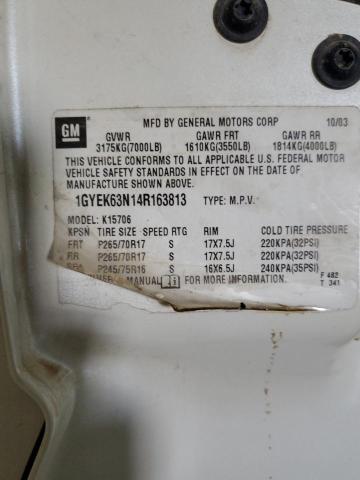 MFD BY GENERAL MOTORS CORP 10/03
GM
GVWR GAWR FRT GAWR RR
3175KG(7000LB) 1610KG(3550LB) 1814KG(4000LB)
THIS VEHICLE CONFORMS TO ALL APPLICABLE U.S. FEDERAL MOTOR
VEHICLE SAFETY STANDARDS IN EFFECT ON THE DATE OF
MANUFACTURE SHOWN ABOVE.
1GYEK63N14R163813 TYPE: M.P.V.
MODEL: K15706
KPSN TIRE SIZE SPEED RTG RIM COLD TIRE PRESSURE
FRT P265/70R17 S 17X7.5J 220KPA(32PSI)
RR P265/70R17 S 17X7.5J 220KPA(32PSI)
SPA P245/75R16 S 16X6.5J 240KPA(35PSI)
MANUAL FOR MORE INFORMATION.
F 482
T 341